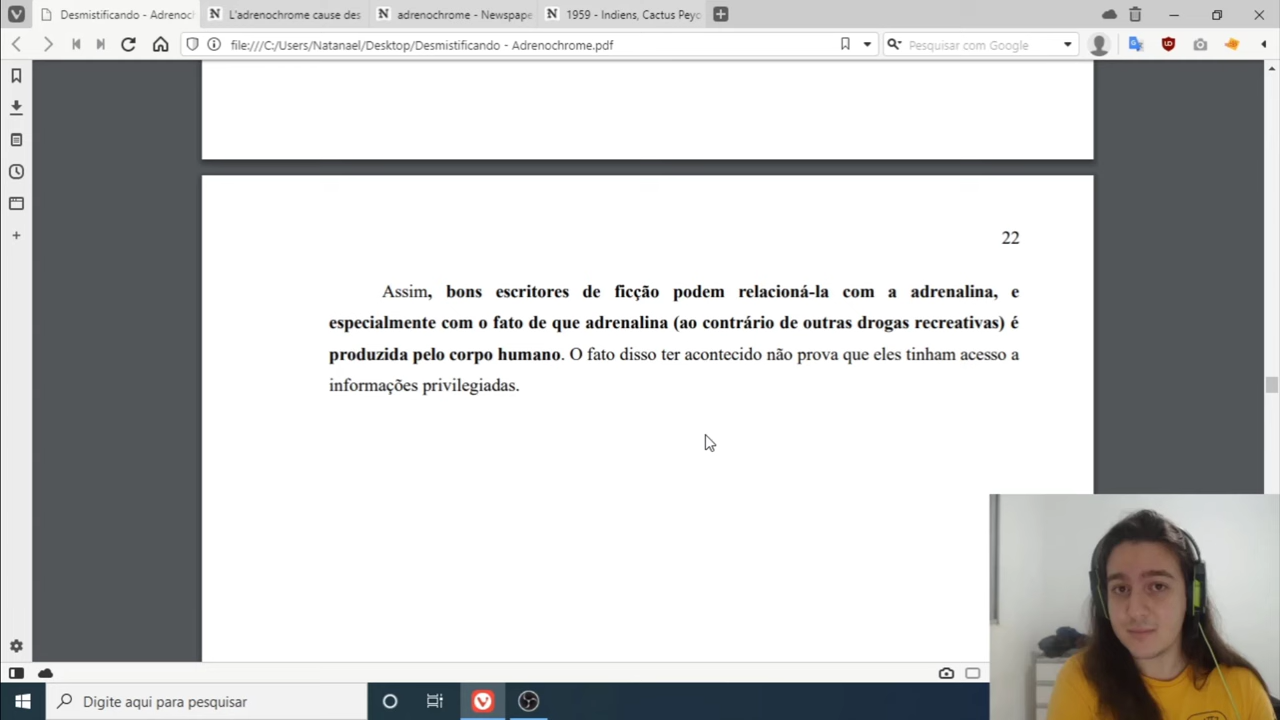 Desmistificando - Adrenoc
L'adrenochrome cause des
adrenochrome - Newspape
1959 - Indiens, Cactus Peyo
file:///C:/Users/Natanael/Desktop/Desmistificando - Adrenochrome.pdf
Pesquisar com Google
22
Assim, bons escritores de ficção podem relacioná-la com a adrenalina, e
especialmente com o fato de que adrenalina (ao contrário de outras drogas recreativas) é
produzida pelo corpo humano. O fato disso ter acontecido não prova que eles tinham acesso a
informações privilegiadas.
Digite aqui para pesquisar